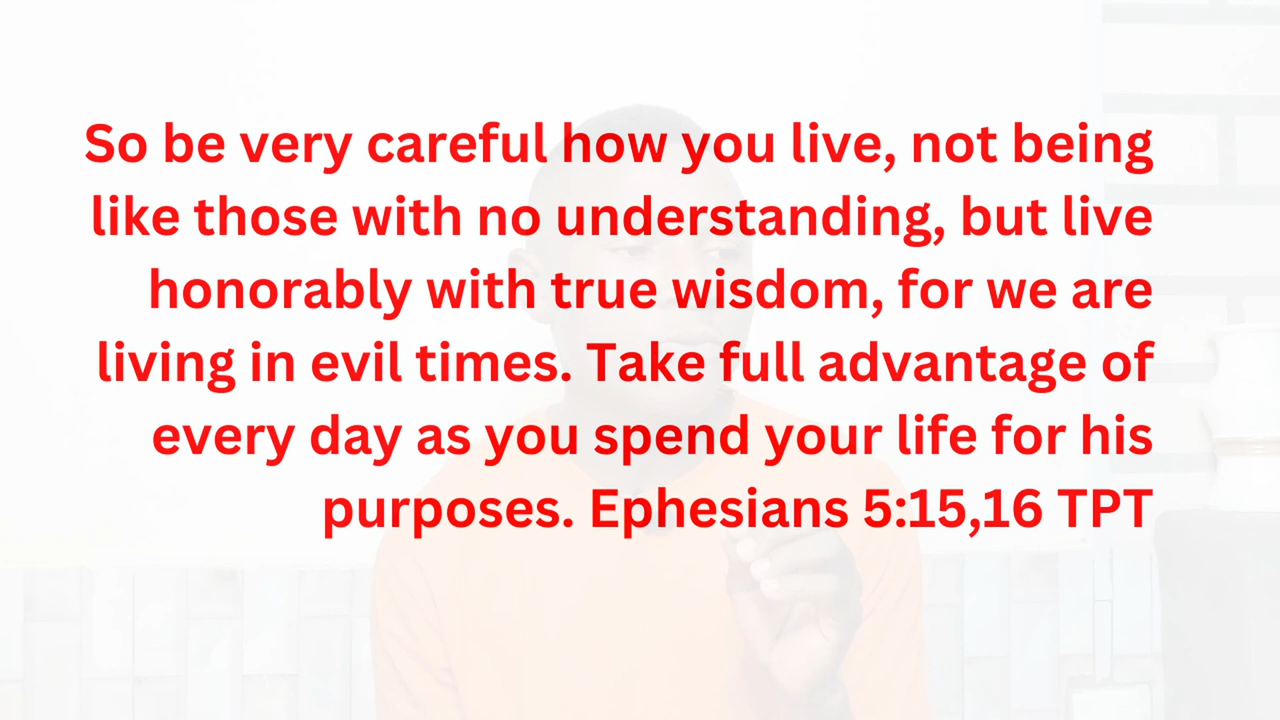 So be very careful how you live, not being
like those with no understanding, but live
honorably with true wisdom, for we are
living in evil times. Take full advantage of
every day as you spend your life for his
purposes. Ephesians 5:15,16 TPT